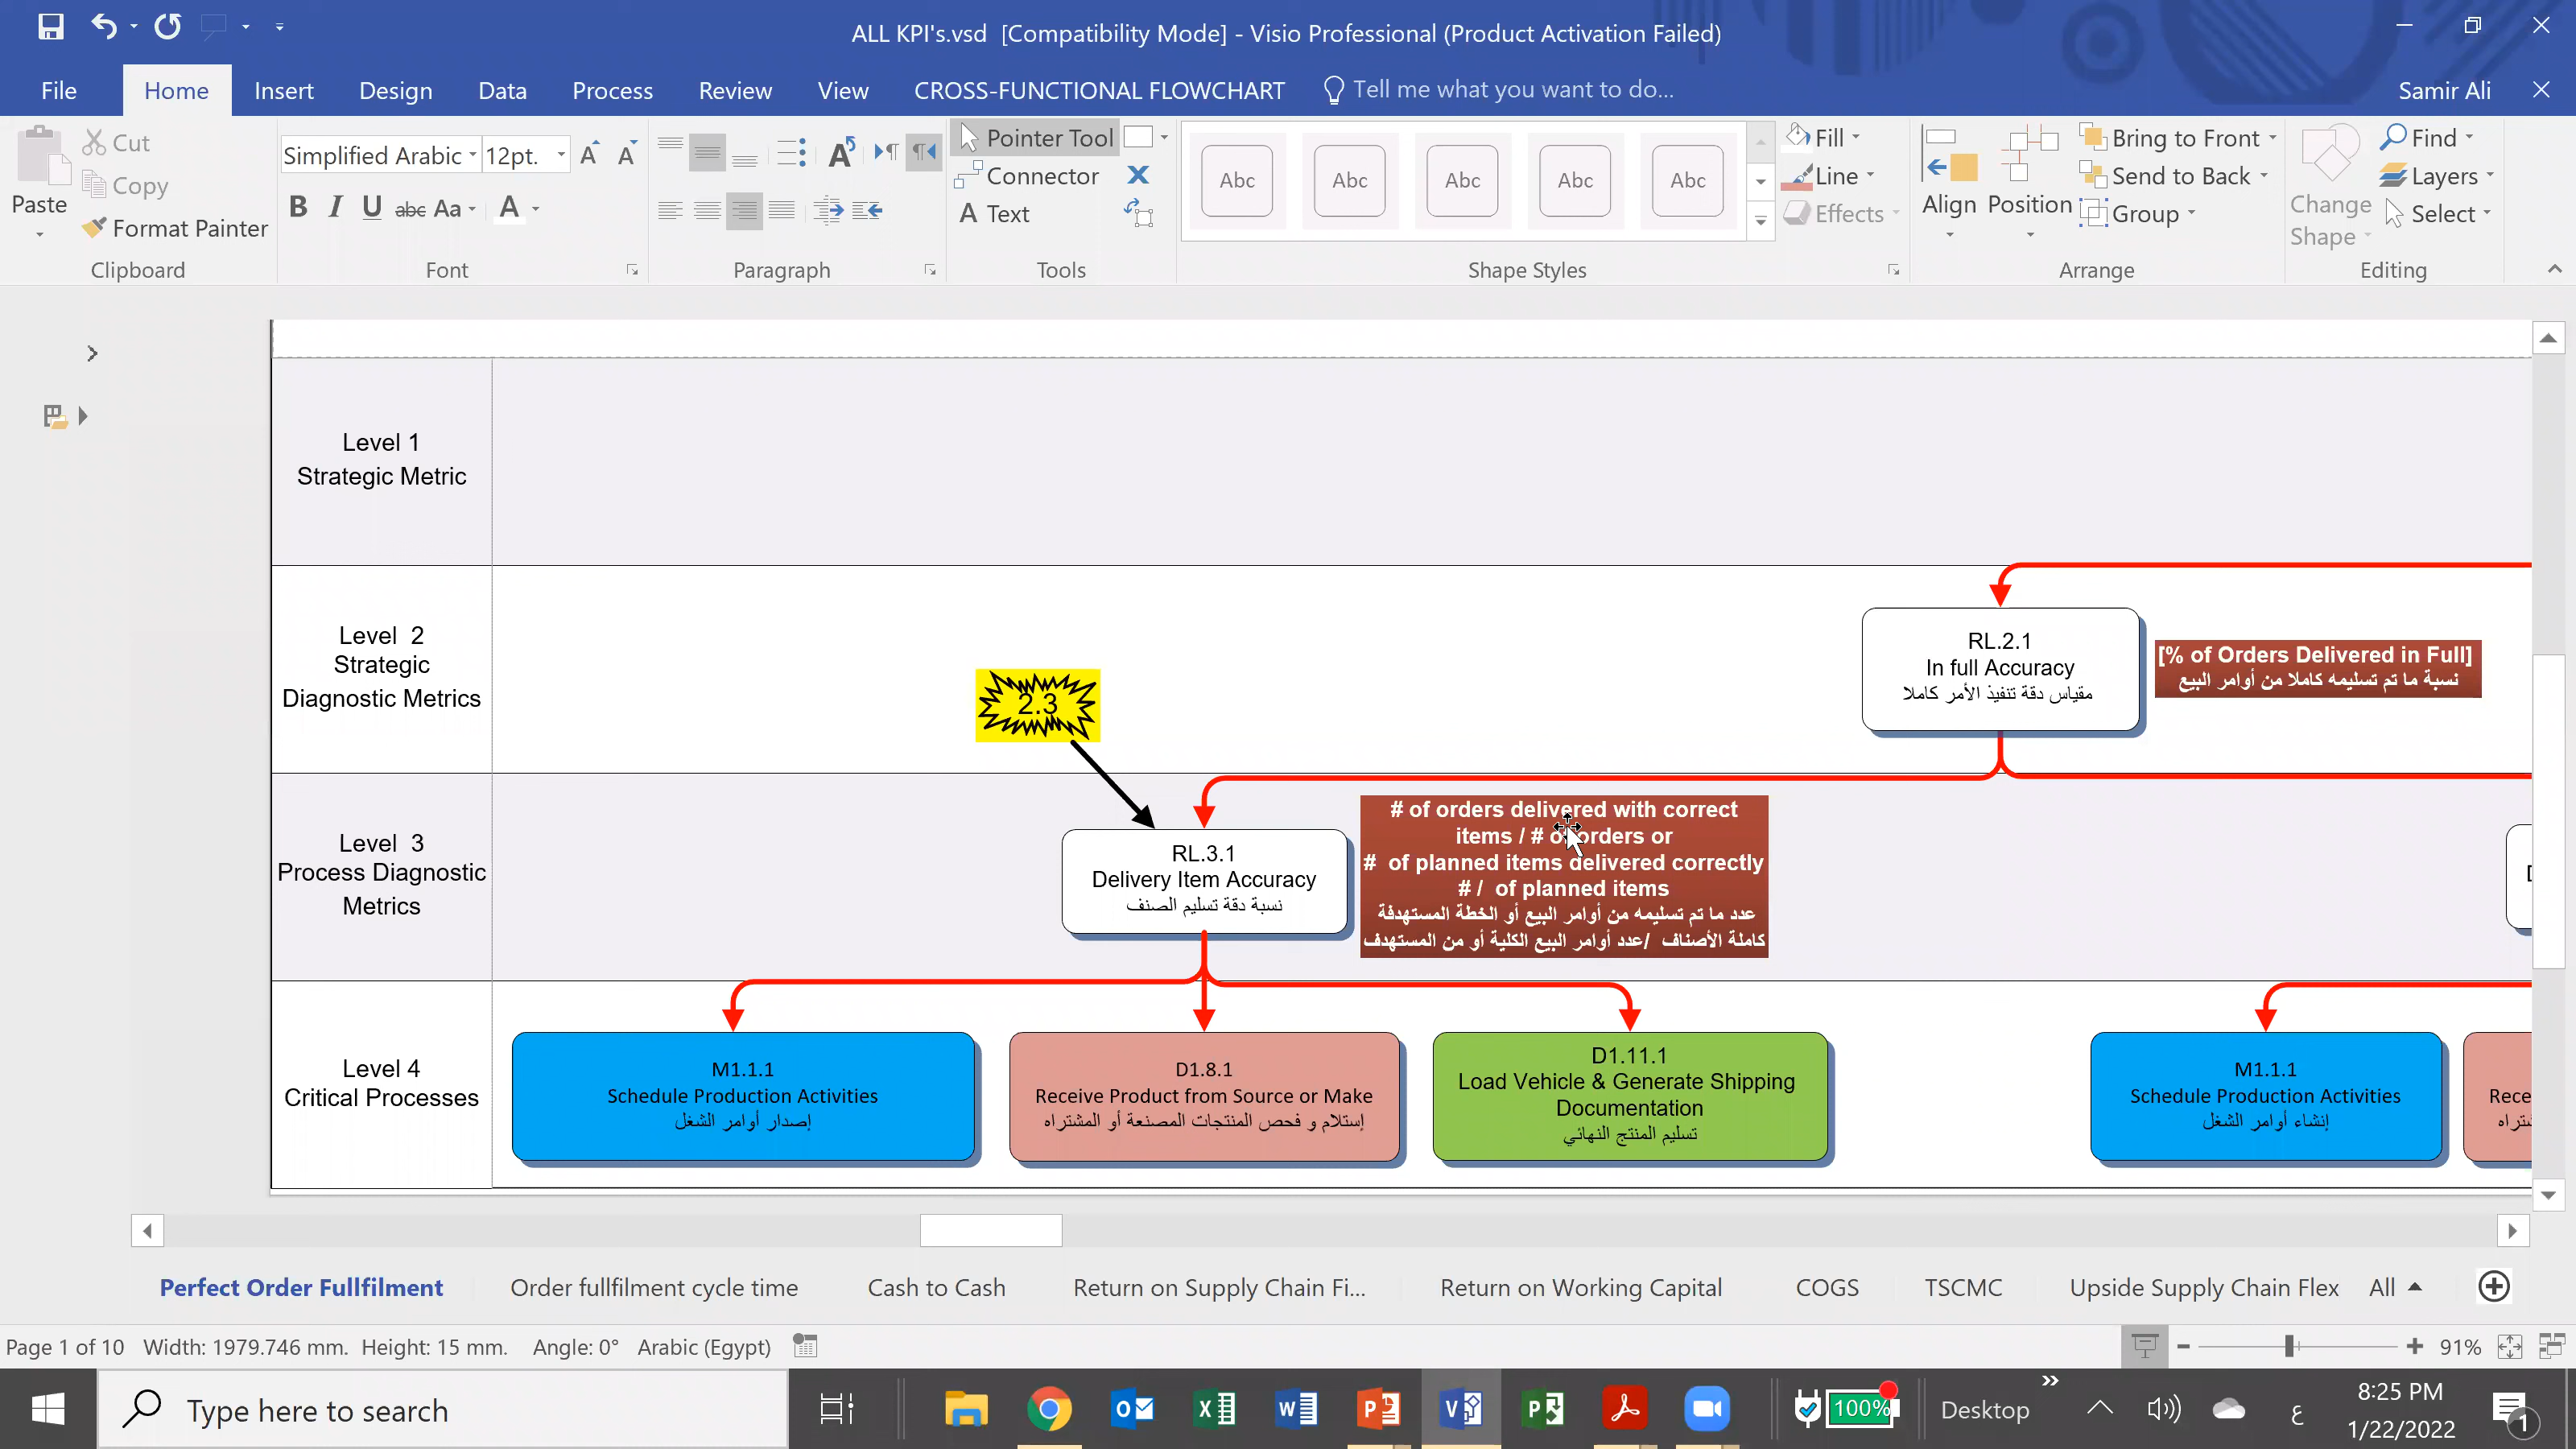 ALL KPI's.vsd  [Compatibility Mode] - Visio Professional (Product Activation Failed)
File Home Insert Design Data Process Review View CROSS-FUNCTIONAL FLOWCHART Tell me what you want to do... Samir Ali
Paste
Cut
Copy
Format Painter
Clipboard
Simplified Arabic 12pt.
B I U abc Aa A
Font
Paragraph
Pointer Tool
Connector
A Text
Tools
Abc Abc Abc Abc Abc
Shape Styles
Fill
Line
Effects
Align Position
Bring to Front
Send to Back
Group
Arrange
Change
Shape
Find
Layers
Select
Editing
Level 1
Strategic Metric
Level 2
Strategic
Diagnostic Metrics
2.3
RL.2.1
In full Accuracy
مقياس دقة تنفيذ الأمر كاملا
[% of Orders Delivered in Full]
نسبة ما تم تسليمه كاملا من أوامر البيع
Level 3
Process Diagnostic
Metrics
RL.3.1
Delivery Item Accuracy
نسبة دقة تسليم الصنف
# of orders delivered with correct
items / # of orders or
# of planned items delivered correctly
# / of planned items
عدد ما تم تسليمه من أوامر البيع أو الخطة المستهدفة
كاملة الأصناف /عدد أوامر البيع الكلية أو من المستهدف
Level 4
Critical Processes
M1.1.1
Schedule Production Activities
إصدار أوامر الشغل
D1.8.1
Receive Product from Source or Make
إستلام و فحص المنتجات المصنعة أو المشتراه
D1.11.1
Load Vehicle & Generate Shipping
Documentation
تسليم المنتج النهائي
M1.1.1
Schedule Production Activities
إنشاء أوامر الشغل
Rece
Perfect Order Fullfilment Order fullfilment cycle time Cash to Cash Return on Supply Chain Fi... Return on Working Capital COGS TSCMC Upside Supply Chain Flex All
Page 1 of 10 Width: 1979.746 mm. Height: 15 mm. Angle: 0° Arabic (Egypt) 91%
Type here to search
100%
Desktop
ع
8:25 PM
1/22/2022
1